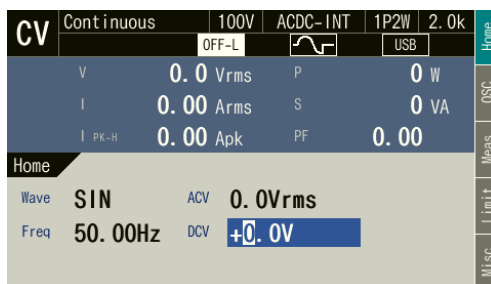 CV Continuous 100V ACDC-INT 1P2W 2.0k
OFF-L USB
V 0.0 Vrms P 0 W
I 0.00 Arms S 0 VA
I PK-H 0.00 Apk PF 0.00
Home
Wave SIN ACV 0.0Vrms
Freq 50.00Hz DCV +0.0V
Home
OSC
Meas
Limit
Misc